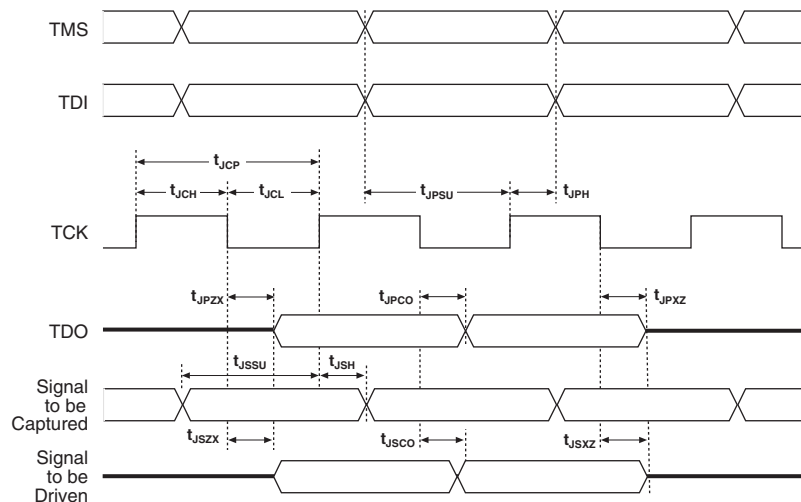 TMS
TDI
tJCP
tJCH
tJCL
tJPSU
tJPH
TCK
tJPZX
tJPCO
tJPXZ
TDO
tJSSU
tJSH
Signal
to be
Captured
tJSZX
tJSCO
tJSXZ
Signal
to be
Driven